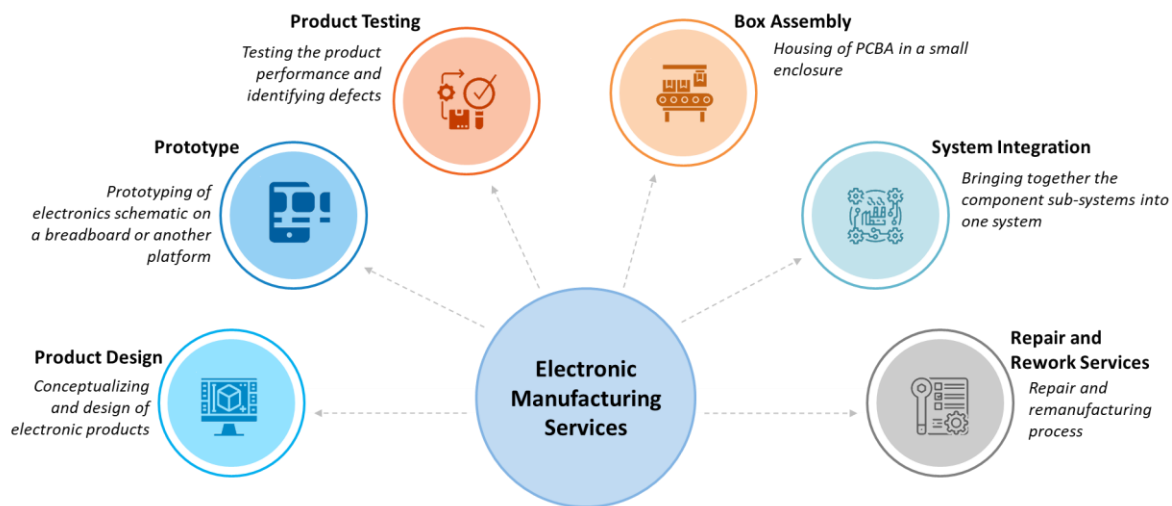 Product Testing
Testing the product
performance and
identifying defects
Box Assembly
Housing of PCBA in a small
enclosure
Prototype
Prototyping of
electronics schematic on
a breadboard or another
platform
System Integration
Bringing together the
component sub-systems into
one system
Product Design
Conceptualizing
and design of
electronic products
Electronic
Manufacturing
Services
Repair and
Rework Services
Repair and
remanufacturing
process